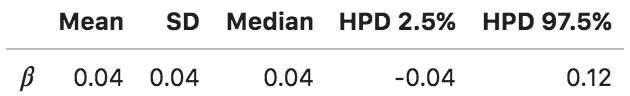 Mean SD Median HPD 2.5% HPD 97.5%
β 0.04 0.04 0.04 -0.04 0.12